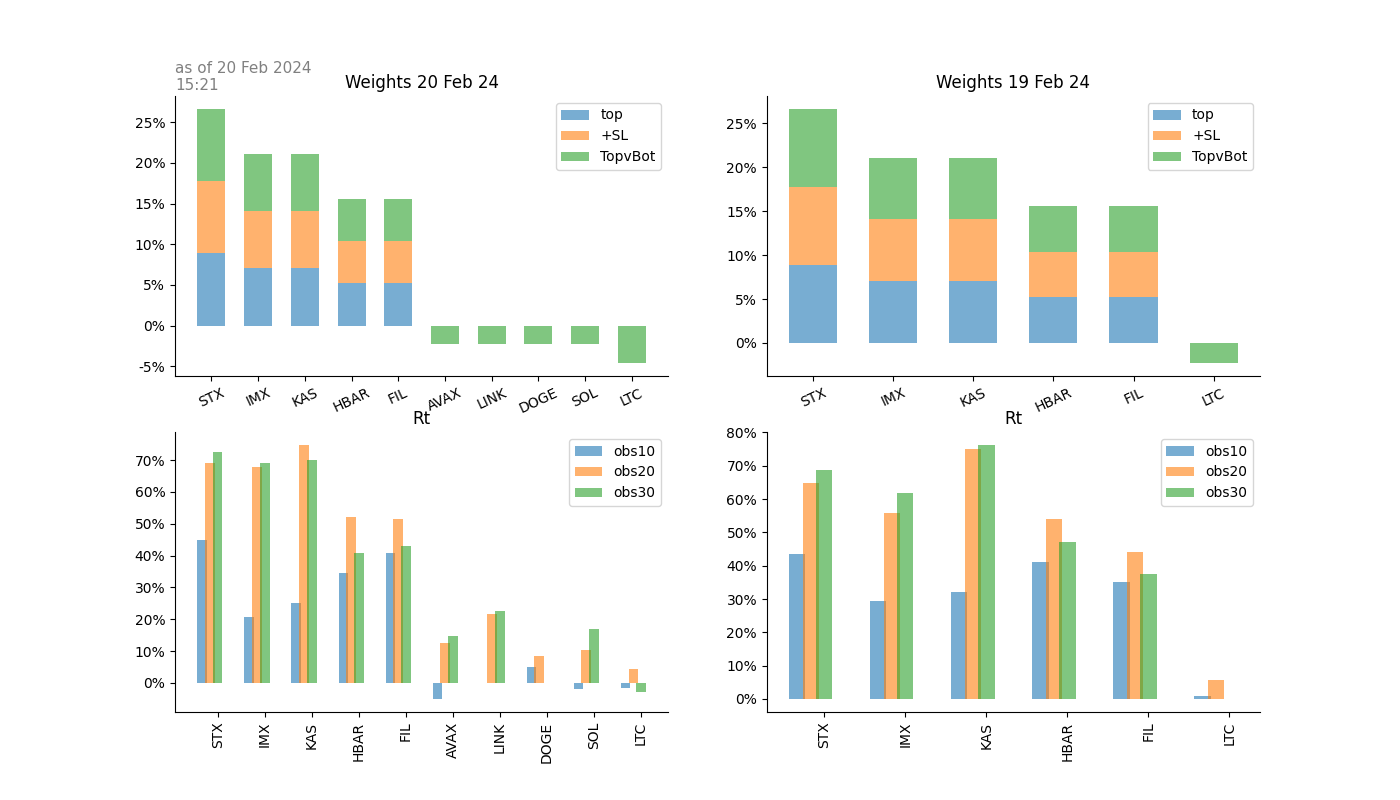 as of 20 Feb 2024
15:21
Weights 20 Feb 24
25%
20%
15%
10%
5%
0%
-5%
top
+SL
TopvBot
STX IMX KAS HBAR FIL AVAX LINK DOGE SOL LTC
Weights 19 Feb 24
25%
20%
15%
10%
5%
0%
top
+SL
TopvBot
STX IMX KAS HBAR FIL LTC
Rt
70%
60%
50%
40%
30%
20%
10%
0%
obs10
obs20
obs30
STX IMX KAS HBAR FIL AVAX LINK DOGE SOL LTC
Rt
80%
70%
60%
50%
40%
30%
20%
10%
0%
obs10
obs20
obs30
STX IMX KAS HBAR FIL LTC